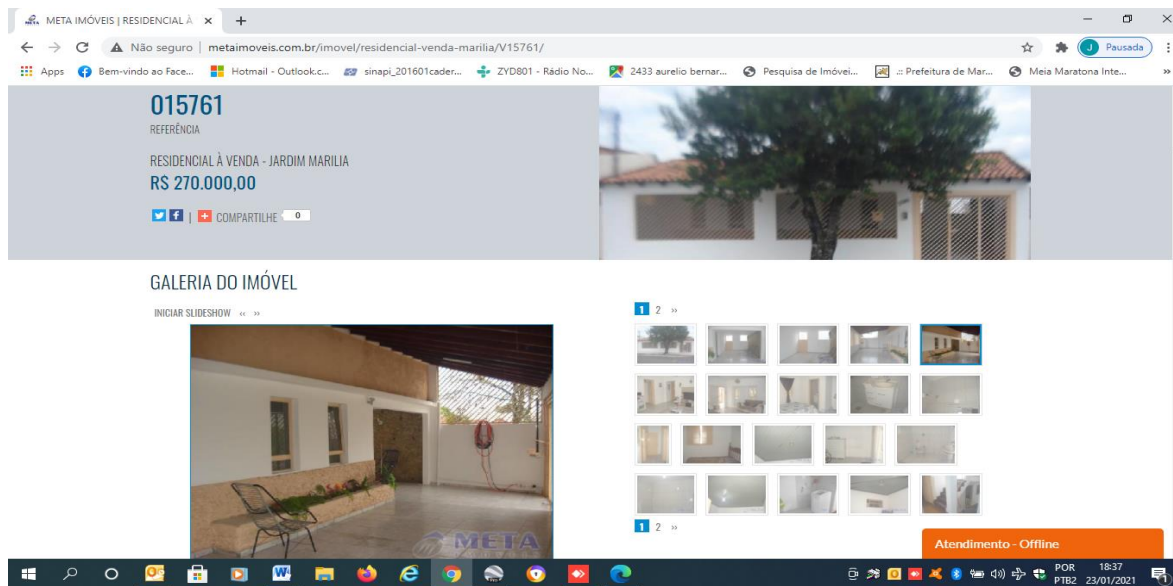 META IMÓVEIS | RESIDENCIAL À
Não seguro | metaimoveis.com.br/imovel/residencial-venda-marilia/V15761/
J Pausada
Apps Bem-vindo ao Face... Hotmail - Outlook.c... sinapi_201601cader... ZYD801 - Rádio No... 2433 aurelio bernar... Pesquisa de Imóvei... .:: Prefeitura de Mar... Meia Maratona Inte... »
015761
REFERÊNCIA
RESIDENCIAL À VENDA - JARDIM MARILIA
R$ 270.000,00
| COMPARTILHE 0
GALERIA DO IMÓVEL
INICIAR SLIDESHOW ‹‹ ››
1 2 ››
META
1 2 ››
Atendimento - Offline
POR 18:37
PTB2 23/01/2021